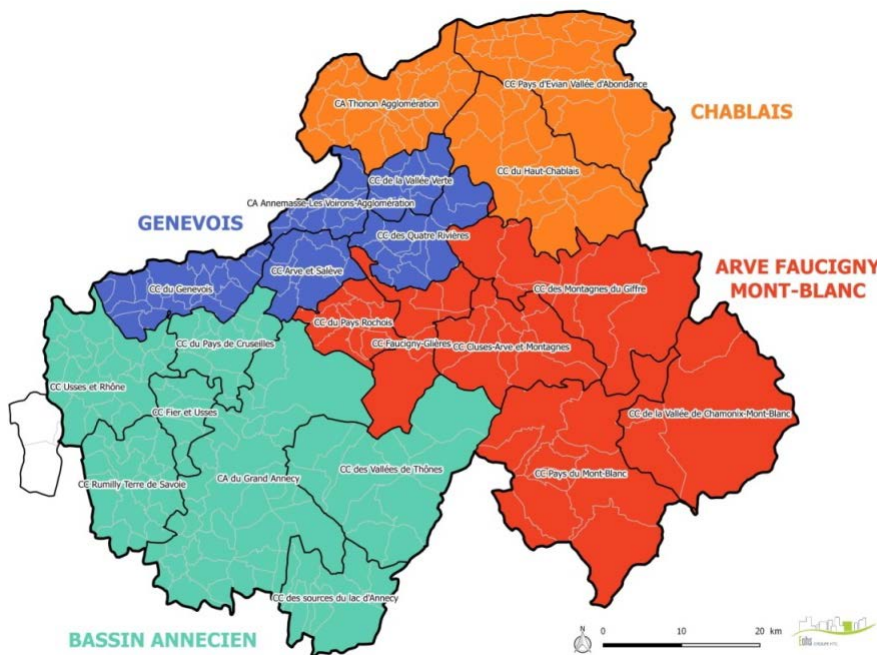 CC Pays d'Evian Vallée d'Abondance
CA Thonon Agglomération
CHABLAIS
CC du Haut-Chablais
CC de la Vallée Verte
CA Annemasse-Les Voirons-Agglomération
GENEVOIS
CC des Quatre Rivières
ARVE FAUCIGNY
MONT-BLANC
CC Arve et Salève
CC du Genevois
CC des Montagnes du Giffre
CC du Pays Rochois
CC du Pays de Cruseilles
CC Faucigny-Glières
CC Cluses-Arve et Montagnes
CC Usses et Rhône
CC Fier et Usses
CC de la Vallée de Chamonix-Mont-Blanc
CC des Vallées de Thônes
CC Pays du Mont-Blanc
CC Rumilly Terre de Savoie
CA du Grand Annecy
CC des sources du lac d'Annecy
BASSIN ANNECIEN
N
0 10 20 km
Eohs